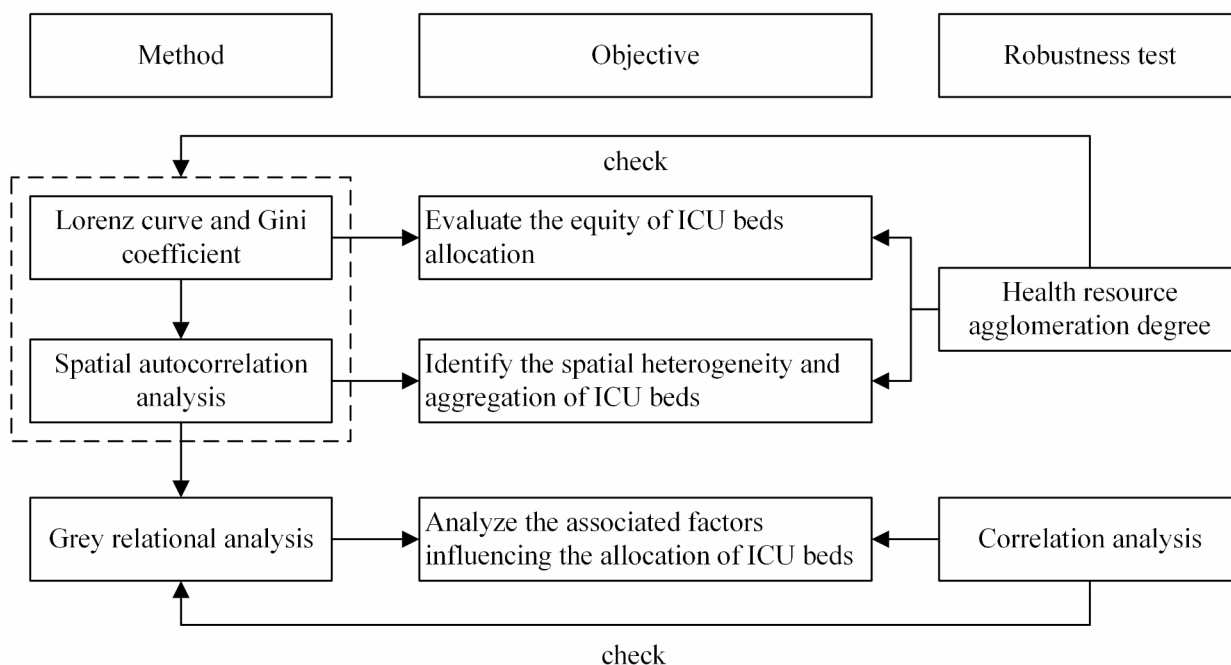 Method
Objective
Robustness test
check
Lorenz curve and Gini
coefficient
Evaluate the equity of ICU beds
allocation
Health resource
agglomeration degree
Spatial autocorrelation
analysis
Identify the spatial heterogeneity and
aggregation of ICU beds
Grey relational analysis
Analyze the associated factors
influencing the allocation of ICU beds
Correlation analysis
check